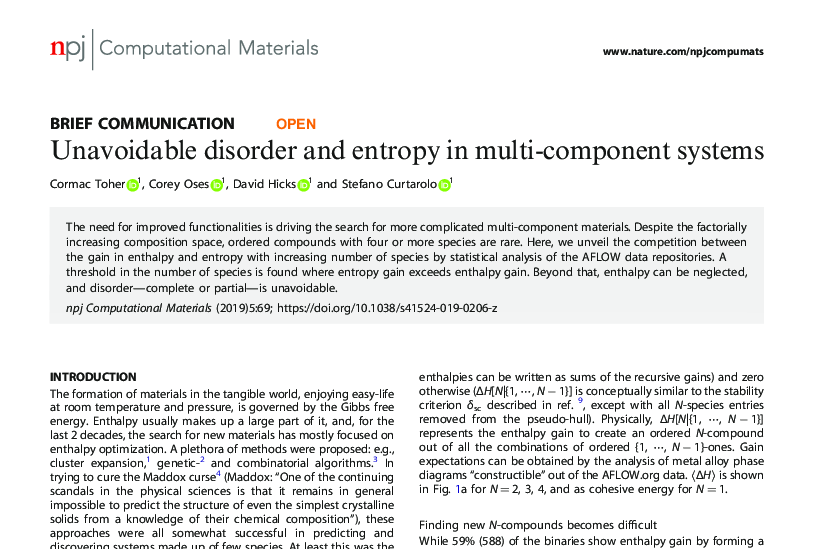 npj | Computational Materials
www.nature.com/npjcompumats
BRIEF COMMUNICATION OPEN
Unavoidable disorder and entropy in multi-component systems
Cormac Toher iD 1, Corey Oses iD 1, David Hicks iD 1 and Stefano Curtarolo iD 1
The need for improved functionalities is driving the search for more complicated multi-component materials. Despite the factorially
increasing composition space, ordered compounds with four or more species are rare. Here, we unveil the competition between
the gain in enthalpy and entropy with increasing number of species by statistical analysis of the AFLOW data repositories. A
threshold in the number of species is found where entropy gain exceeds enthalpy gain. Beyond that, enthalpy can be neglected,
and disorder—complete or partial—is unavoidable.
npj Computational Materials (2019)5:69; https://doi.org/10.1038/s41524-019-0206-z
INTRODUCTION
The formation of materials in the tangible world, enjoying easy-life
at room temperature and pressure, is governed by the Gibbs free
energy. Enthalpy usually makes up a large part of it, and, for the
last 2 decades, the search for new materials has mostly focused on
enthalpy optimization. A plethora of methods were proposed: e.g.,
cluster expansion,1 genetic-2 and combinatorial algorithms.3 In
trying to cure the Maddox curse4 (Maddox: “One of the continuing
scandals in the physical sciences is that it remains in general
impossible to predict the structure of even the simplest crystalline
solids from a knowledge of their chemical composition”), these
approaches were all somewhat successful in predicting and
discovering systems made up of few species. At least this was the
enthalpies can be written as sums of the recursive gains) and zero
otherwise (ΔH[N|{1, ⋯, N − 1}] is conceptually similar to the stability
criterion δsc described in ref. 9, except with all N-species entries
removed from the pseudo-hull). Physically, ΔH[N|{1, ⋯, N − 1}]
represents the enthalpy gain to create an ordered N-compound
out of all the combinations of ordered {1, ⋯, N − 1}-ones. Gain
expectations can be obtained by the analysis of metal alloy phase
diagrams “constructible” out of the AFLOW.org data. ⟨ΔH⟩ is shown
in Fig. 1a for N = 2, 3, 4, and as cohesive energy for N = 1.
Finding new N-compounds becomes difficult
While 59% (588) of the binaries show enthalpy gain by forming a